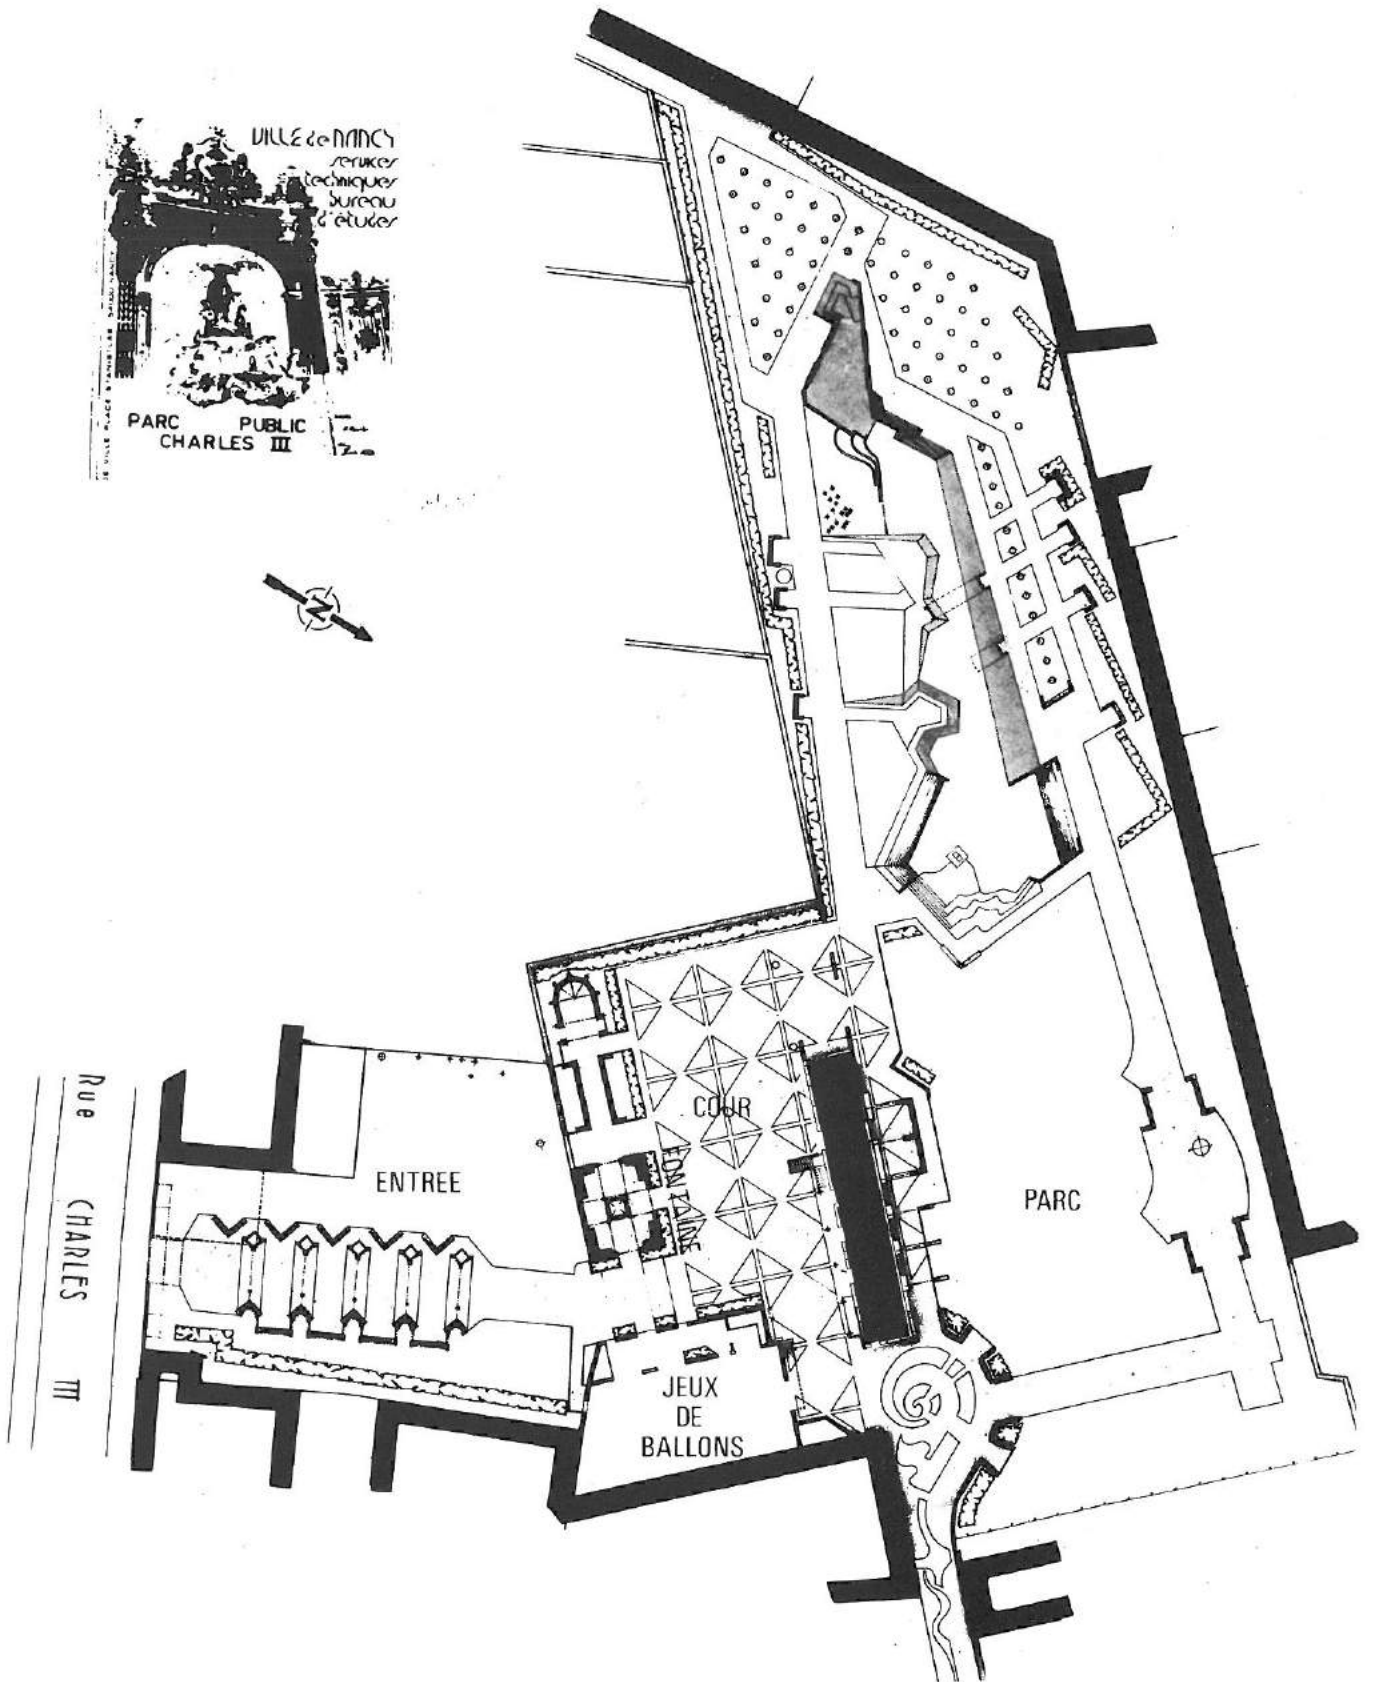 VILLE de NANCY
services
techniques
bureau
d'études
PARC PUBLIC
CHARLES III
N
COUR
FONTAINE
ENTREE
PARC
Rue CHARLES III
JEUX
DE
BALLONS